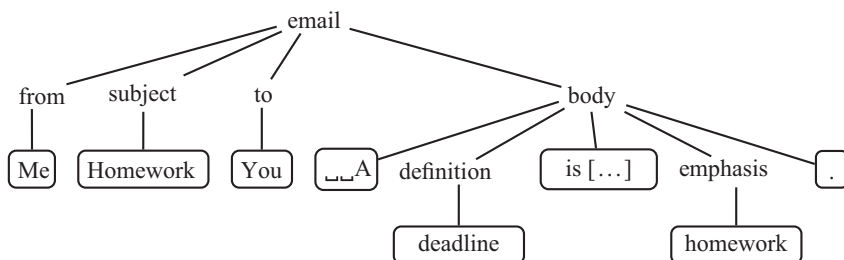 email
from subject to body
Me Homework You ␣␣A definition is [...] emphasis .
deadline homework